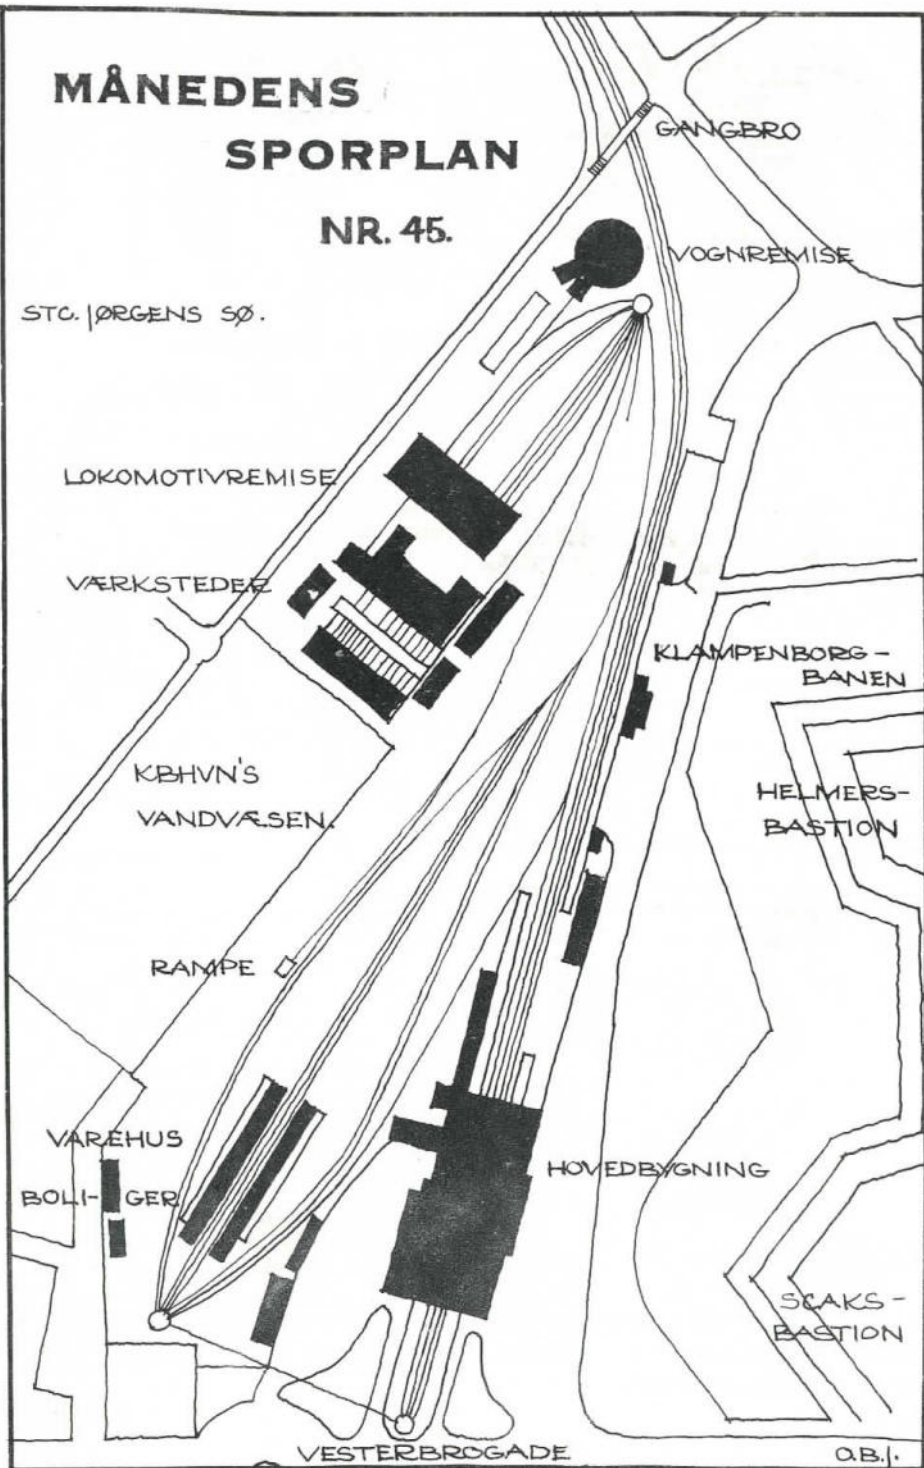 MÅNEDENS
SPORPLAN
NR. 45.
GANGBRO
VOGNREMISE
STC. JØRGENS SØ.
LOKOMOTIVREMISE
VÆRKSTEDER
KLAMPENBORG-
BANEN
KBHVN'S
VANDVÆSEN.
HELMERS-
BASTION
RAMPE
VAREHUS
BOLI-GER
HOVEDBYGNING
SCAKS-
BASTION
VESTERBROGADE
O.B.J.